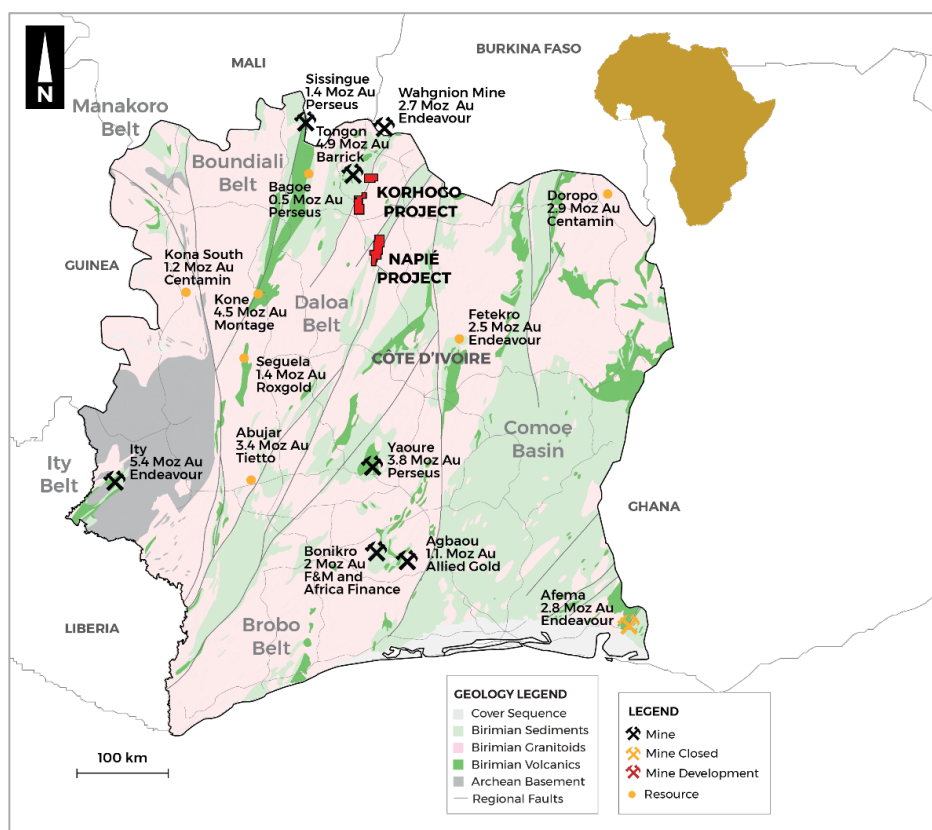 N
MALI
BURKINA FASO
Manakoro
Belt
Sissingue
1.4 Moz Au
Perseus
Wahgnion Mine
2.7 Moz Au
Endeavour
Tongon
4.9 Moz Au
Barrick
Boundiali
Belt
Bagoe
0.5 Moz Au
Perseus
KORHOGO
PROJECT
Doropo
2.9 Moz Au
Centamin
GUINEA
Kona South
1.2 Moz Au
Centamin
NAPIÉ
PROJECT
Kone
4.5 Moz Au
Montage
Daloa
Belt
Fetekro
2.5 Moz Au
Endeavour
CÔTE D'IVOIRE
Seguela
1.4 Moz Au
Roxgold
Abujar
3.4 Moz Au
Tietto
Comoe
Basin
Ity
Belt
Ity
5.4 Moz Au
Endeavour
Yaoure
3.8 Moz Au
Perseus
GHANA
Bonikro
2 Moz Au
F&M and
Africa Finance
Agbaou
1.1. Moz Au
Allied Gold
Afema
2.8 Moz Au
Endeavour
LIBERIA
Brobo
Belt
100 km
GEOLOGY LEGEND
Cover Sequence
Birimian Sediments
Birimian Granitoids
Birimian Volcanics
Archean Basement
Regional Faults
LEGEND
Mine
Mine Closed
Mine Development
Resource